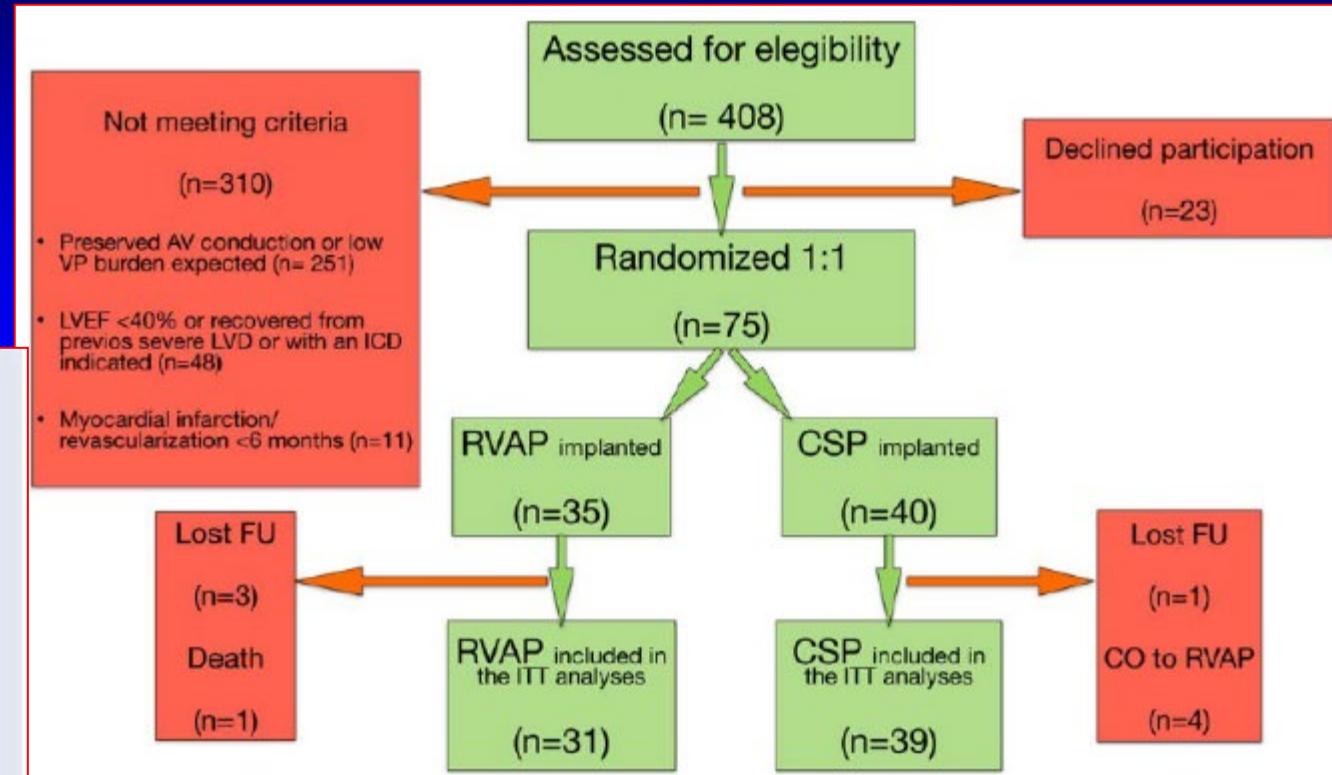 Assessed for elegibility
(n= 408)
Not meeting criteria
(n=310)
• Preserved AV conduction or low
VP burden expected (n= 251)
• LVEF <40% or recovered from
previos severe LVD or with an ICD
indicated (n=48)
• Myocardial infarction/
revascularization <6 months (n=11)
Declined participation
(n=23)
Randomized 1:1
(n=75)
RVAP implanted
(n=35)
CSP implanted
(n=40)
Lost FU
(n=3)
Death
(n=1)
Lost FU
(n=1)
CO to RVAP
(n=4)
RVAP included in
the ITT analyses
(n=31)
CSP included in
the ITT analyses
(n=39)